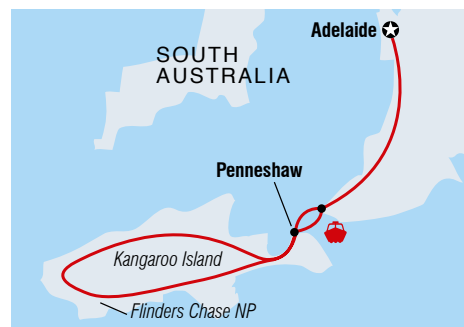 Adelaide
SOUTH
AUSTRALIA
Penneshaw
Kangaroo Island
Flinders Chase NP